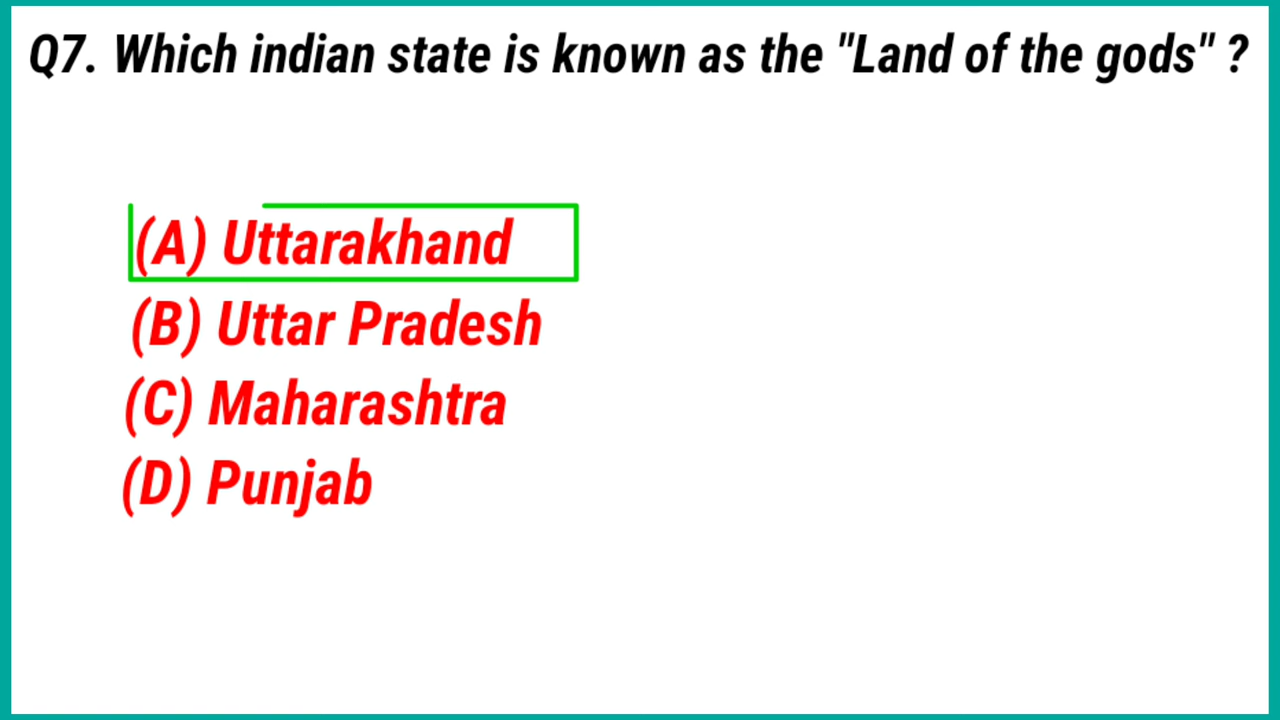 Q7. Which indian state is known as the "Land of the gods" ?
(A) Uttarakhand
(B) Uttar Pradesh
(C) Maharashtra
(D) Punjab